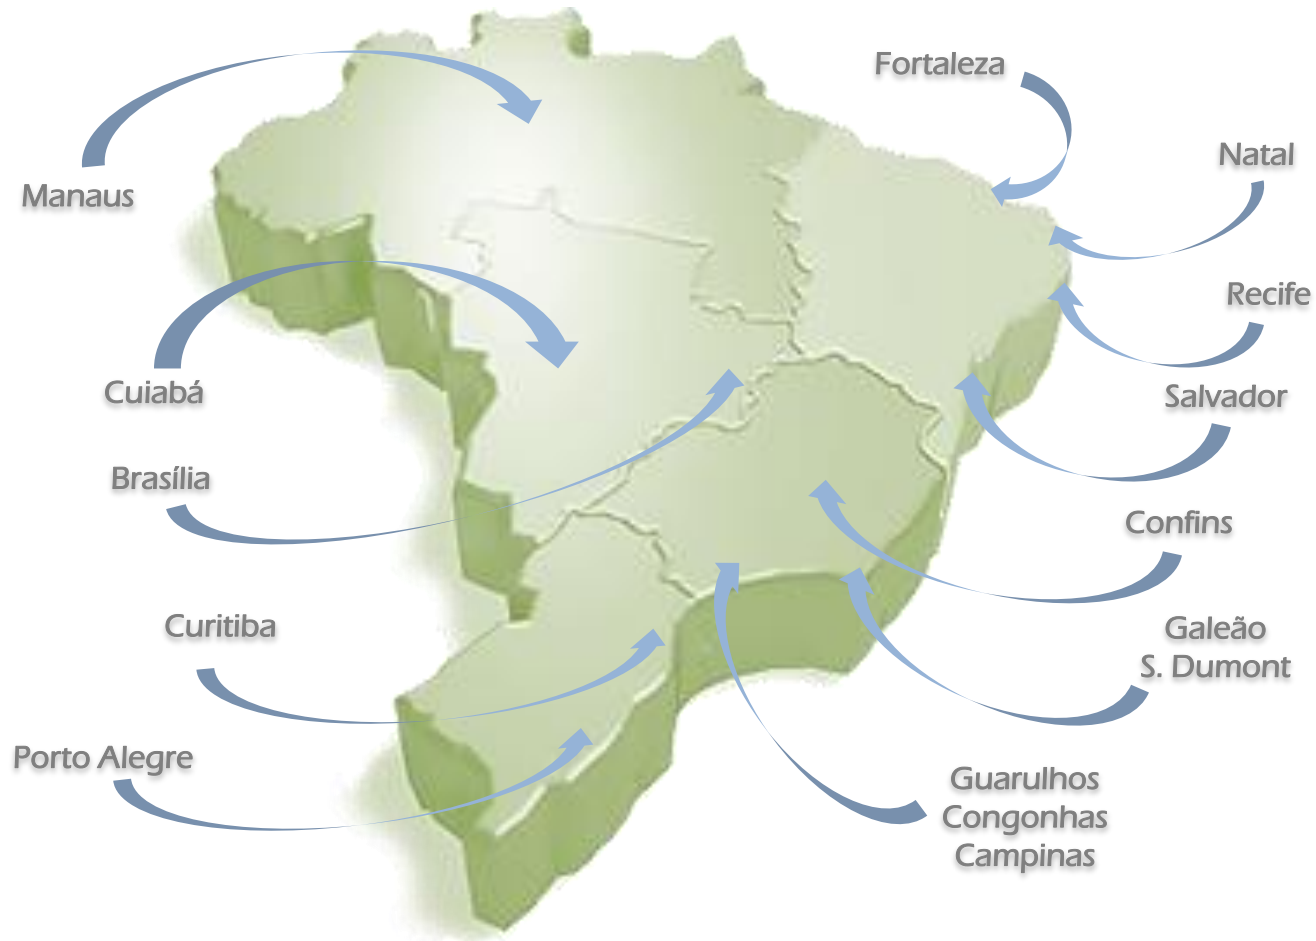 Fortaleza
Natal
Manaus
Recife
Cuiabá
Salvador
Brasília
Confins
Curitiba
Galeão
S. Dumont
Porto Alegre
Guarulhos
Congonhas
Campinas